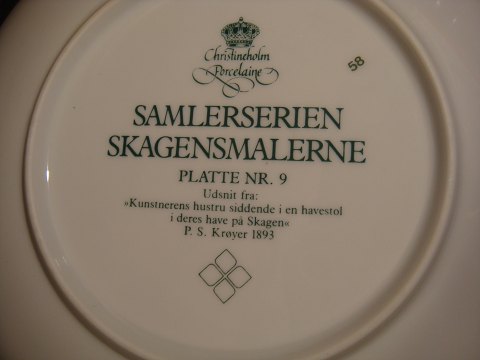 Christineholm
Porcelaine
58
SAMLERSERIEN
SKAGENSMALERNE
PLATTE NR. 9
Udsnit fra:
»Kunstnerens hustru siddende i en havestol
i deres have på Skagen«
P. S. Krøyer 1893